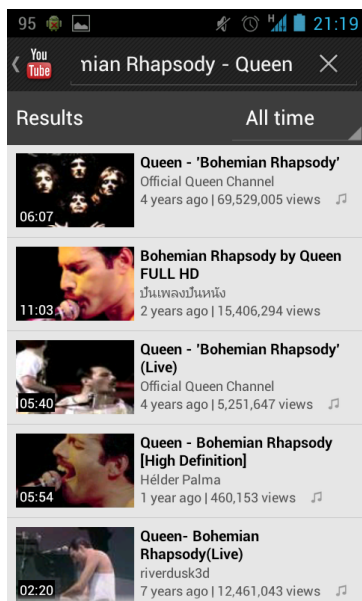 95 H 21:19
You Tube mian Rhapsody - Queen
Results All time
Queen - 'Bohemian Rhapsody'
Official Queen Channel
06:07 4 years ago | 69,529,005 views
Bohemian Rhapsody by Queen
FULL HD
ปั่นเพลงปั่นหนัง
11:03 2 years ago | 15,406,294 views
Queen - 'Bohemian Rhapsody'
(Live)
Official Queen Channel
05:40 4 years ago | 5,251,647 views
Queen - Bohemian Rhapsody
[High Definition]
Hélder Palma
05:54 1 year ago | 460,153 views
Queen- Bohemian
Rhapsody(Live)
riverdusk3d
02:20 7 years ago | 12,461,043 views